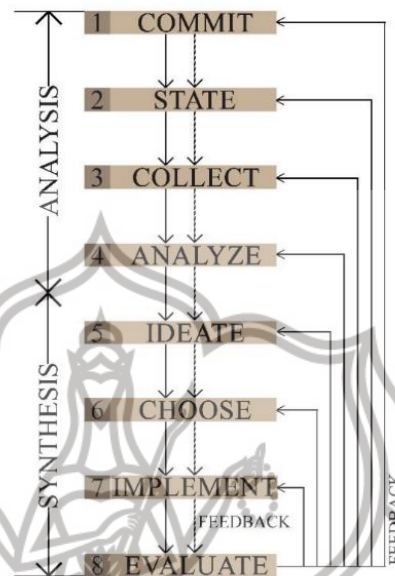 1 COMMIT
2 STATE
3 COLLECT
4 ANALYZE
5 IDEATE
6 CHOOSE
7 IMPLEMENT
FEEDBACK
8 EVALUATE
ANALYSIS
SYNTHESIS
FEEDBACK